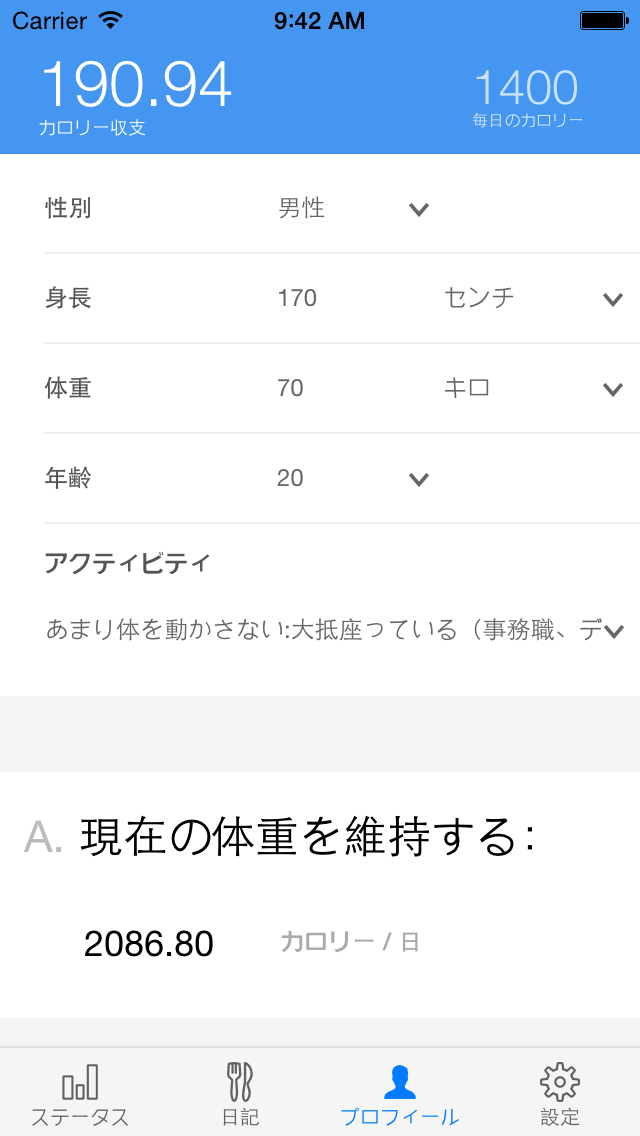 Carrier 9:42 AM
190.94 1400
カロリー収支 毎日のカロリー
性別 男性
身長 170 センチ
体重 70 キロ
年齢 20
アクティビティ
あまり体を動かさない:大抵座っている（事務職、デ
A. 現在の体重を維持する:
2086.80 カロリー / 日
ステータス 日記 プロフィール 設定